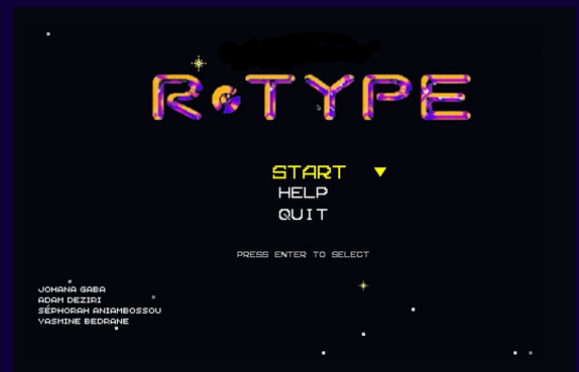 R•TYPE
START
HELP
QUIT
PRESS ENTER TO SELECT
JOHANA GABA
ADAM DEZIRI
SÉPHORAH ANIAMBOSSOU
YASMINE BEDRANE